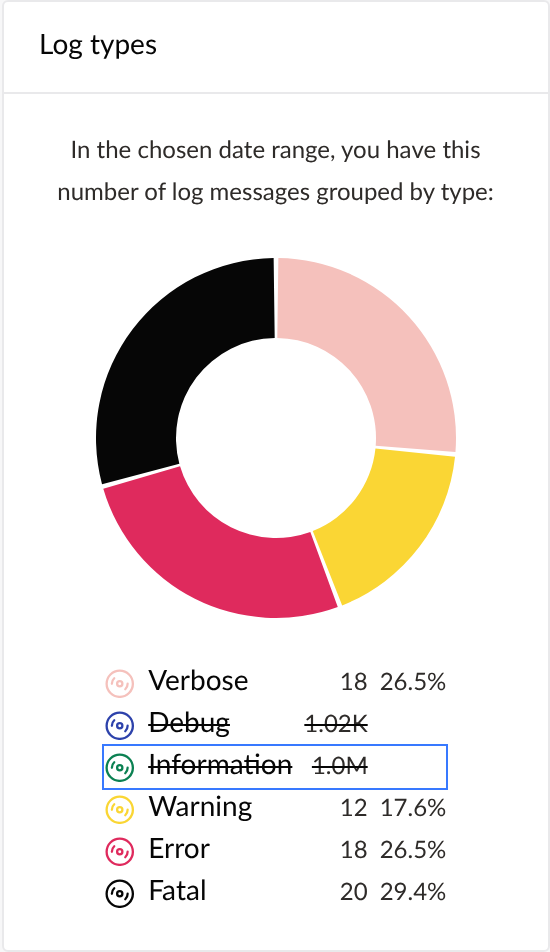 Log types
In the chosen date range, you have this
number of log messages grouped by type:
Verbose 18 26.5%
Debug 1.02K
Information 1.0M
Warning 12 17.6%
Error 18 26.5%
Fatal 20 29.4%